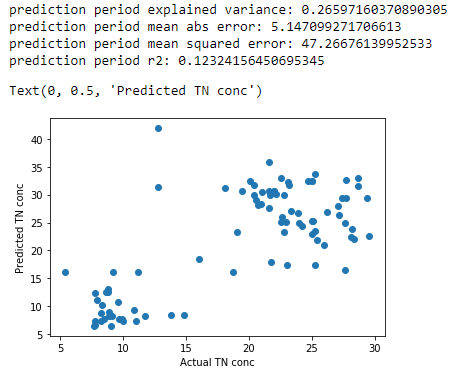 prediction period explained variance: 0.26597160370890305
prediction period mean abs error: 5.147099271706613
prediction period mean squared error: 47.26676139952533
prediction period r2: 0.12324156450695345
Text(0, 0.5, 'Predicted TN conc')
40
35
30
25
20
15
10
5
Predicted TN conc
5 10 15 20 25 30
Actual TN conc